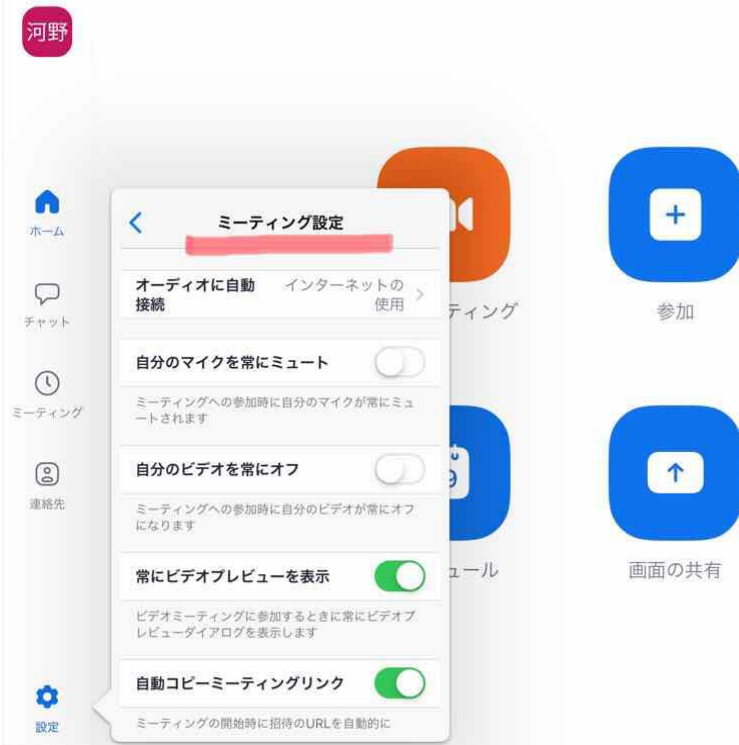 河野
ホーム
チャット
ミーティング
連絡先
設定
ミーティング設定
オーディオに自動
接続
インターネットの
使用
自分のマイクを常にミュート
ミーティングへの参加時に自分のマイクが常にミュ
ートされます
自分のビデオを常にオフ
ミーティングへの参加時に自分のビデオが常にオフ
になります
常にビデオプレビューを表示
ビデオミーティングに参加するときに常にビデオプ
レビューダイアログを表示します
自動コピーミーティングリンク
ミーティングの開始時に招待のURLを自動的に
ティング
参加
9
ュール
画面の共有